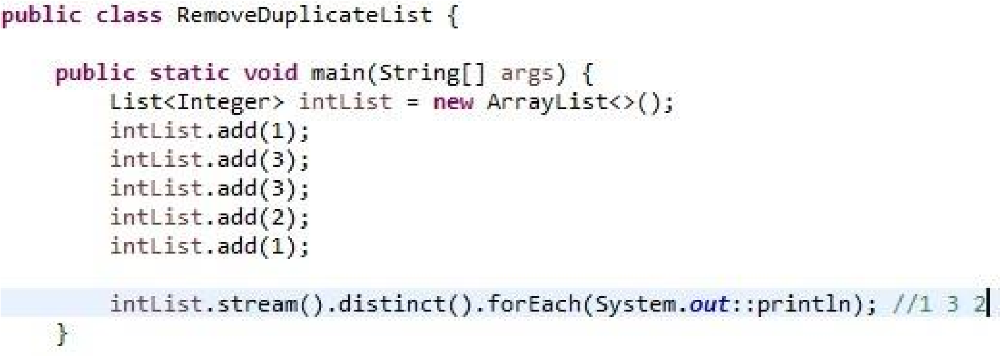 public class RemoveDuplicateList {
public static void main(String[] args) {
List<Integer> intList = new ArrayList<>();
intList.add(1);
intList.add(3);
intList.add(3);
intList.add(2);
intList.add(1);
intList.stream().distinct().forEach(System.out::println); //1 3 2
}